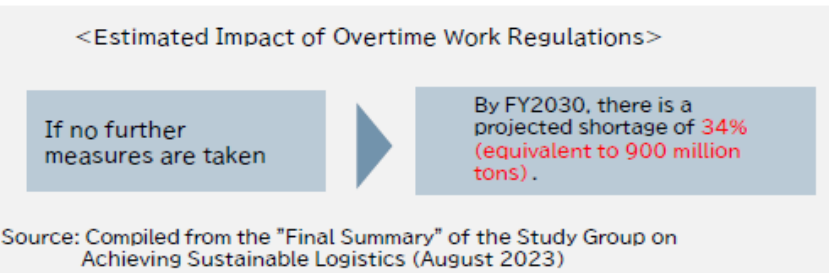 <Estimated Impact of Overtime Work Regulations>
If no further
measures are taken
By FY2030, there is a
projected shortage of 34%
(equivalent to 900 million
tons) .
Source: Compiled from the "Final Summary" of the Study Group on
Achieving Sustainable Logistics (August 2023)